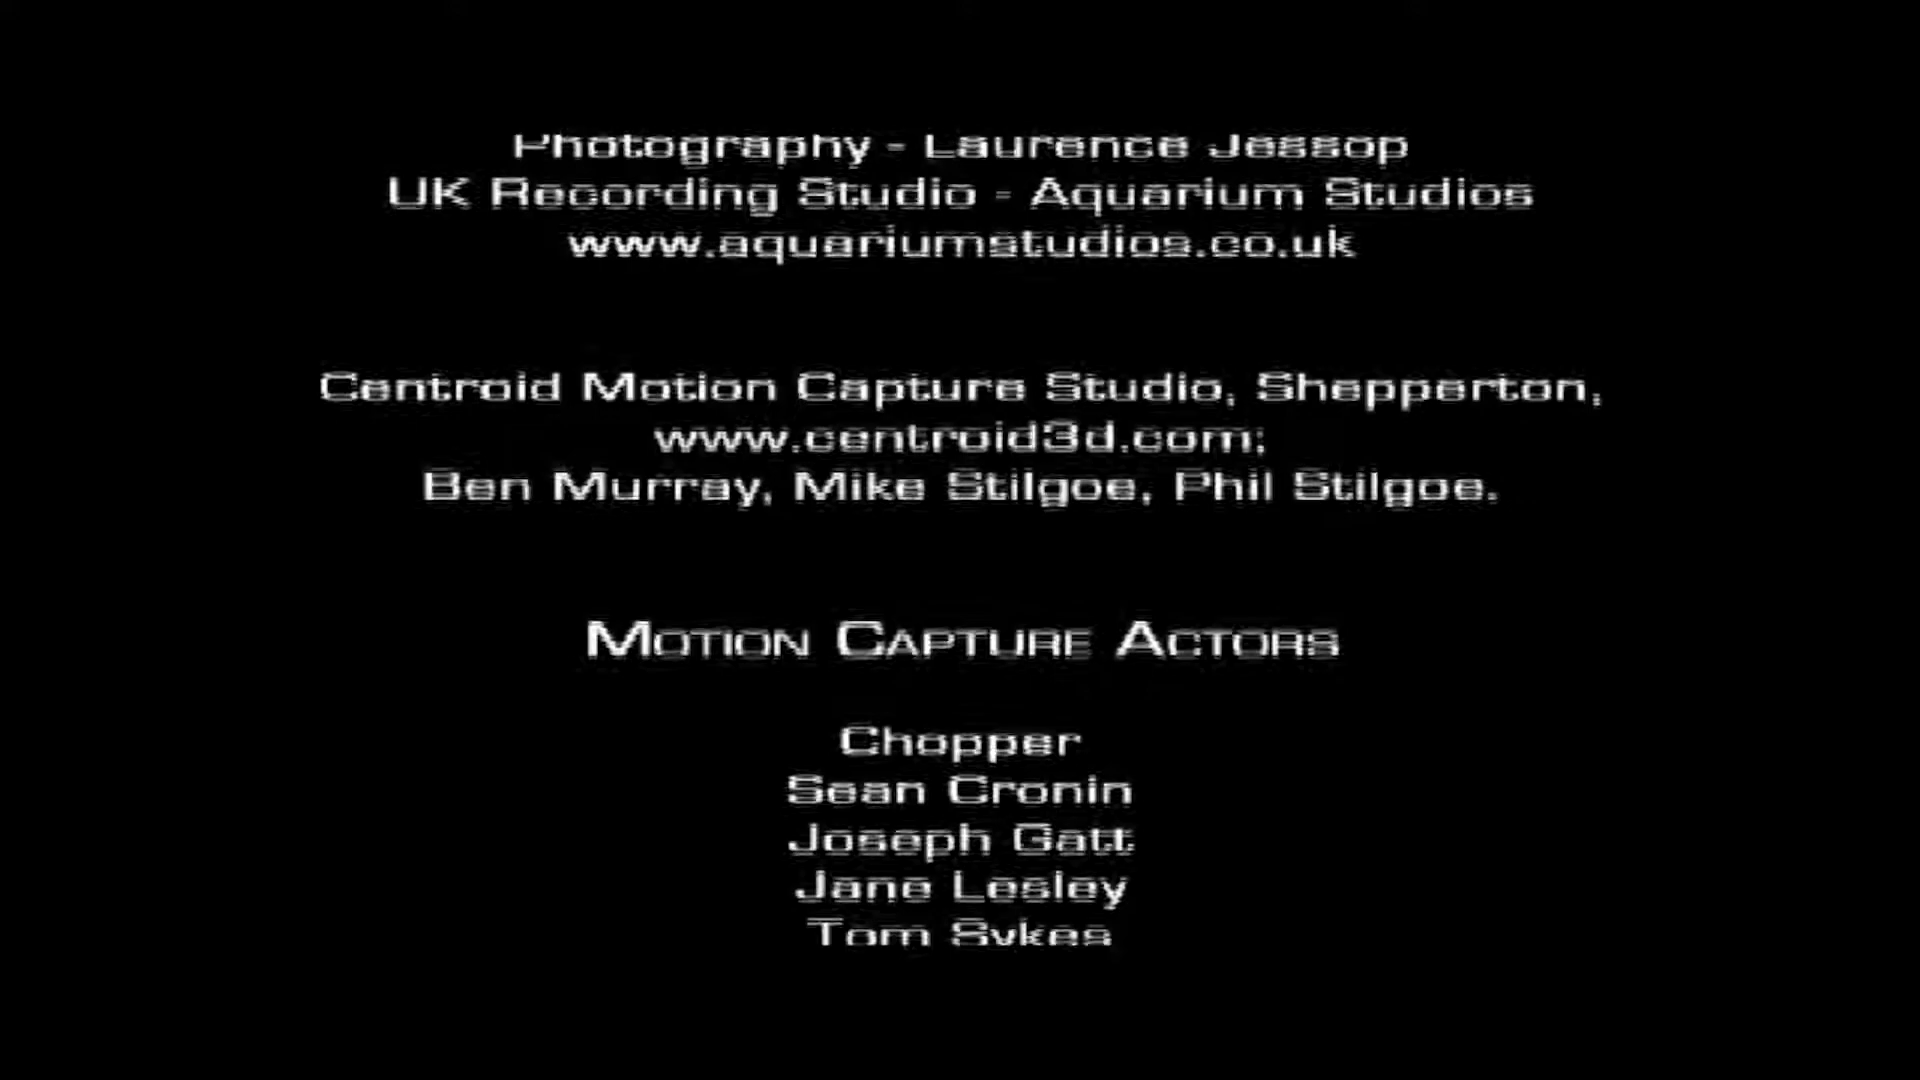 Photography - Laurence Jessop
UK Recording Studio - Aquarium Studios
www.aquariumstudios.co.uk
Centroid Motion Capture Studio, Shepperton,
www.centroid3d.com;
Ben Murray, Mike Stilgoe, Phil Stilgoe.
MOTION CAPTURE ACTORS
Chopper
Sean Cronin
Joseph Gatt
Jane Lesley
Tom Sykes